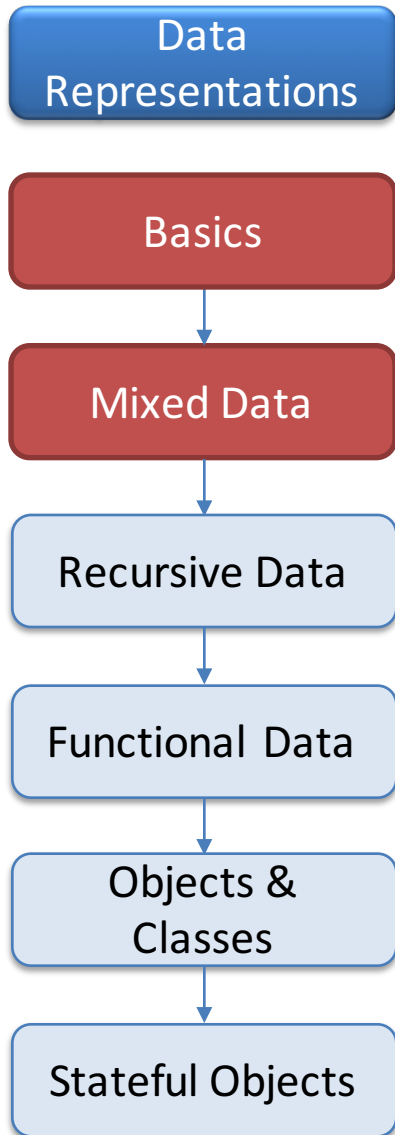 Data
Representations
Basics
Mixed Data
Recursive Data
Functional Data
Objects &
Classes
Stateful Objects